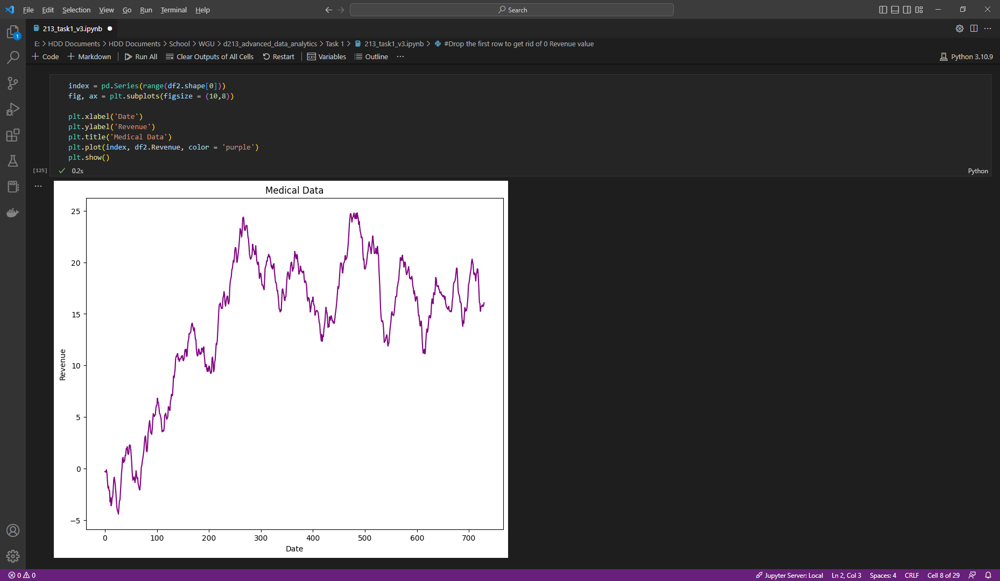 File Edit Selection View Go Run Terminal Help Search
1
213_task1_v3.ipynb
E: > HDD Documents > HDD Documents > School > WGU > d213_advanced_data_analytics > Task 1 > 213_task1_v3.ipynb > #Drop the first row to get rid of 0 Revenue value
+ Code + Markdown Run All Clear Outputs of All Cells Restart Variables Outline ... Python 3.10.9
index = pd.Series(range(df2.shape[0]))
fig, ax = plt.subplots(figsize = (10,8))
plt.xlabel('Date')
plt.ylabel('Revenue')
plt.title('Medical Data')
plt.plot(index, df2.Revenue, color = 'purple')
plt.show()
[125] 0.2s Python
Medical Data
25
20
15
10
5
0
−5
Revenue
0 100 200 300 400 500 600 700
Date
0 0 Jupyter Server: Local Ln 2, Col 3 Spaces: 4 CRLF Cell 8 of 29